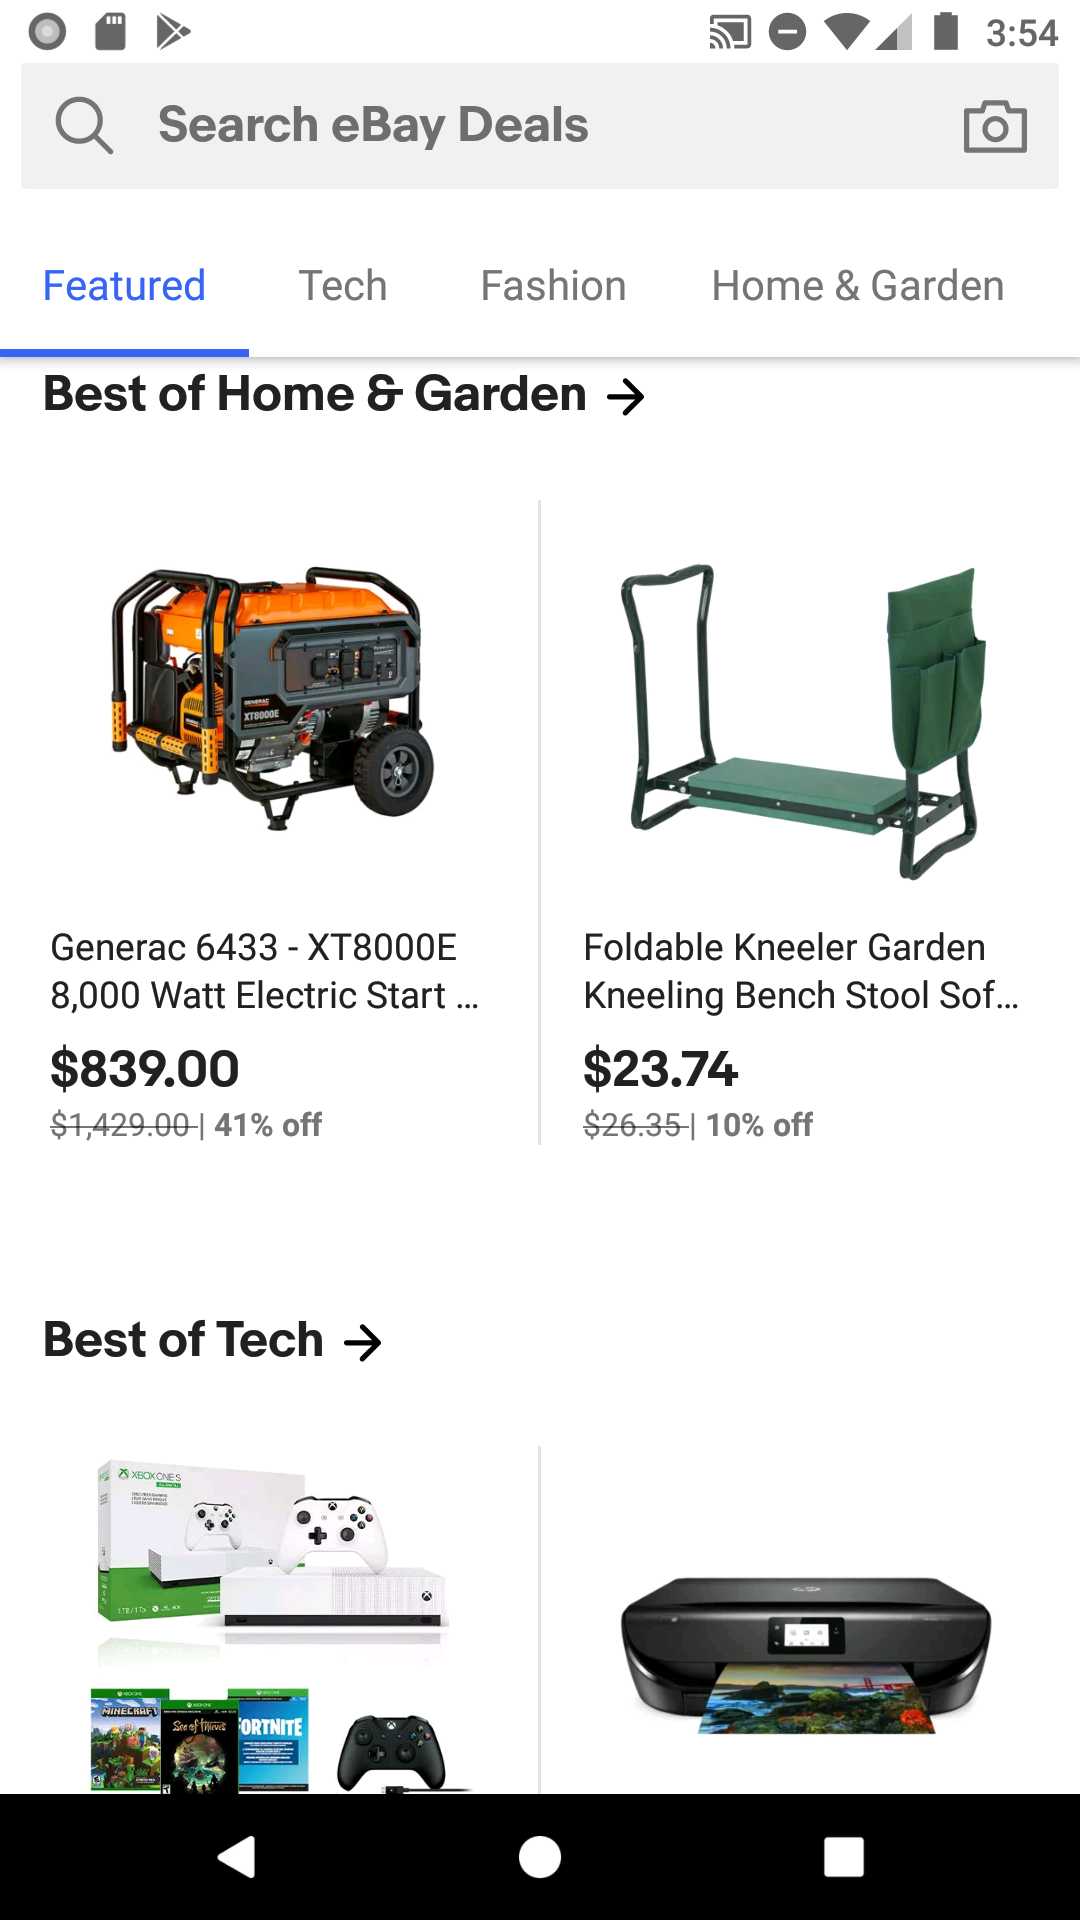 3:54
Search eBay Deals
Featured
Tech
Fashion
Home & Garden
Best of Home & Garden
GENERAC
XT8000E
Generac 6433 - XT8000E
8,000 Watt Electric Start ...
$839.00
$1,429.00 | 41% off
Foldable Kneeler Garden
Kneeling Bench Stool Sof...
$23.74
$26.35 | 10% off
Best of Tech
XBOX ONE S
MINECRAFT
Sea of Thieves
FORTNITE